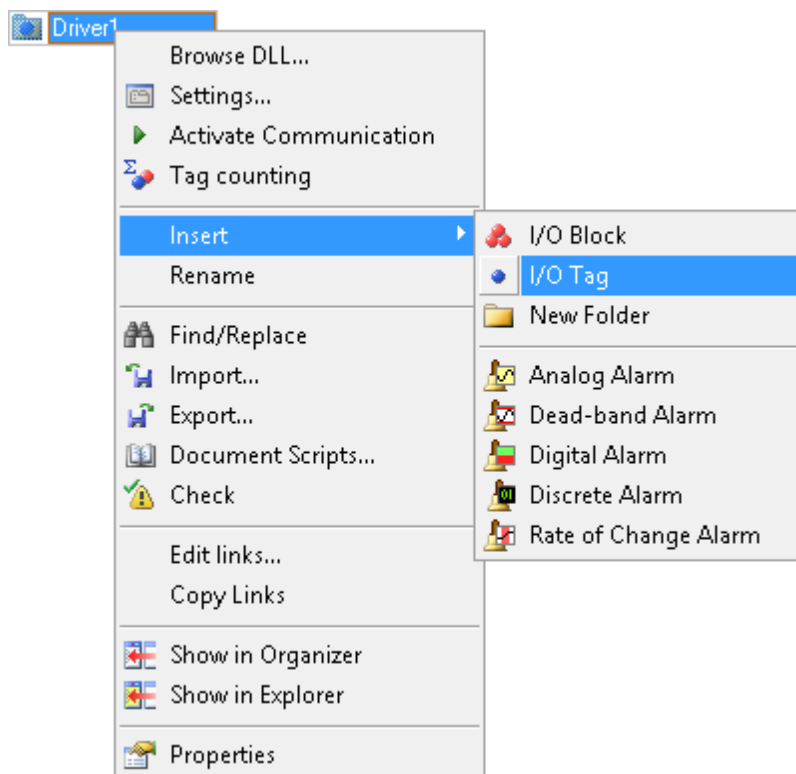 Driver1
Browse DLL...
Settings...
Activate Communication
Tag counting
Insert
Rename
Find/Replace
Import...
Export...
Document Scripts...
Check
Edit links...
Copy Links
Show in Organizer
Show in Explorer
Properties
I/O Block
I/O Tag
New Folder
Analog Alarm
Dead-band Alarm
Digital Alarm
Discrete Alarm
Rate of Change Alarm